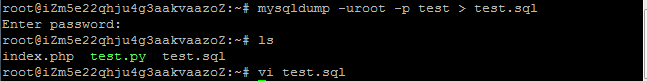 root@iZm5e22qhju4g3aakvaazoZ:~# mysqldump -uroot -p test > test.sql
Enter password:
root@iZm5e22qhju4g3aakvaazoZ:~# ls
index.php  test.py  test.sql
root@iZm5e22qhju4g3aakvaazoZ:~# vi test.sql